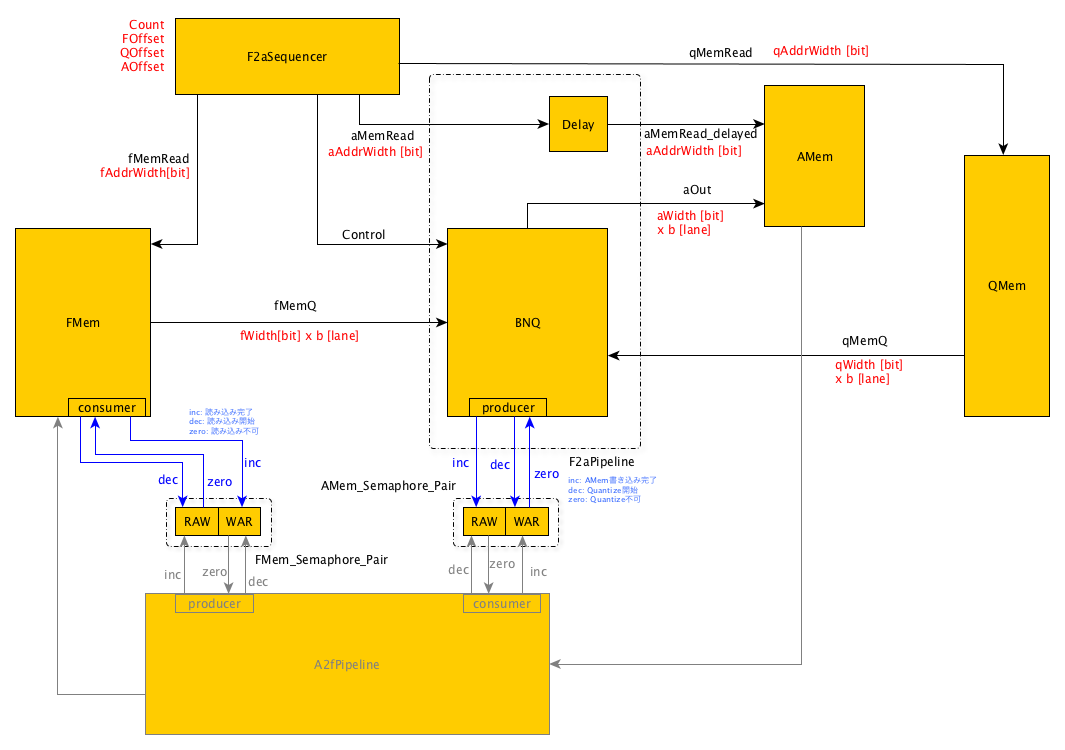 Count
FOffset
QOffset
AOffset
F2aSequencer
qMemRead
qAddrWidth [bit]
Delay
aMemRead
aAddrWidth [bit]
aMemRead_delayed
aAddrWidth [bit]
AMem
fMemRead
fAddrWidth[bit]
aOut
aWidth [bit]
x b [lane]
Control
QMem
fMemQ
FMem
BNQ
fWidth[bit] x b [lane]
qMemQ
qWidth [bit]
x b [lane]
consumer
producer
inc: 読み込み完了
dec: 読み込み開始
zero: 読み込み不可
inc
dec
zero
inc
dec
zero
F2aPipeline
inc: AMem書き込み完了
dec: Quantize開始
zero: Quantize不可
AMem_Semaphore_Pair
RAW
WAR
RAW
WAR
FMem_Semaphore_Pair
inc
zero
dec
dec
zero
inc
producer
consumer
A2fPipeline